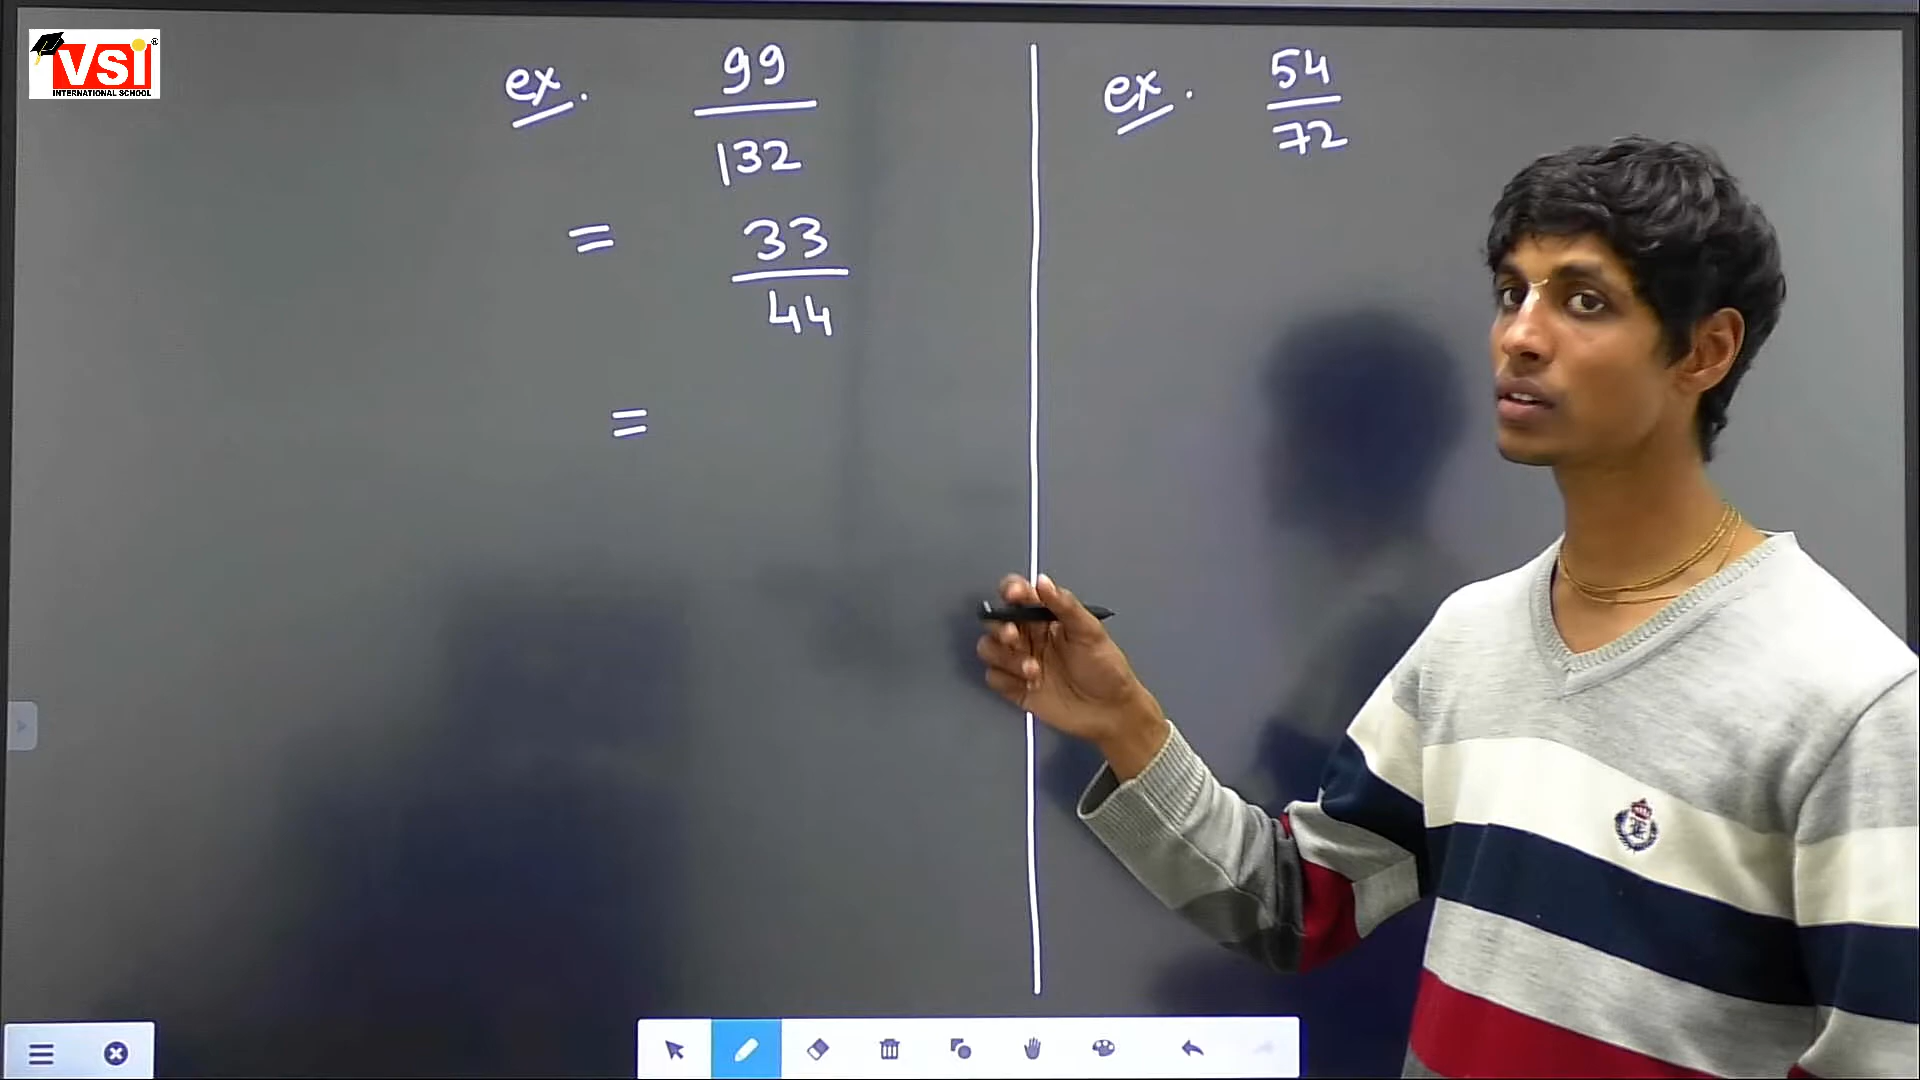 VSI
INTERNATIONAL SCHOOL
ex. 99/132
= 33/44
=
ex. 54/72